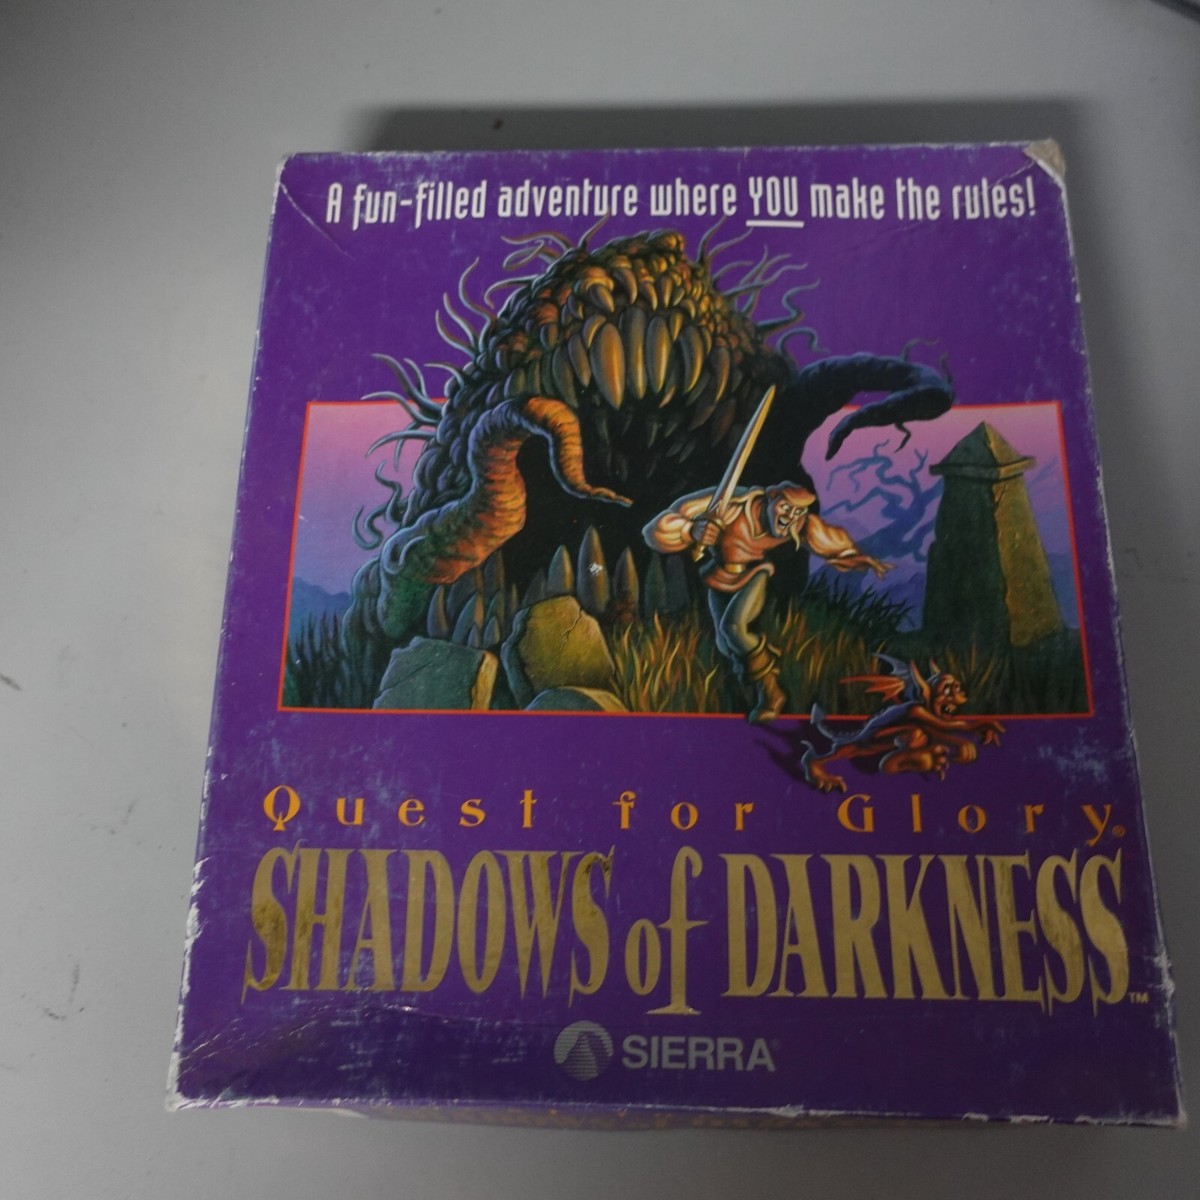 A fun-filled adventure where YOU make the rules!
Quest for Glory®
SHADOWS of DARKNESS™
SIERRA®